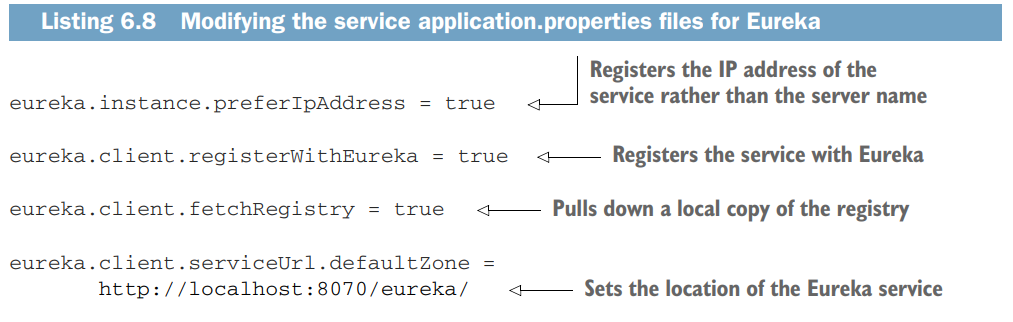 Listing 6.8 Modifying the service application.properties files for Eureka
Registers the IP address of the
eureka.instance.preferIpAddress = true service rather than the server name
eureka.client.registerWithEureka = true Registers the service with Eureka
eureka.client.fetchRegistry = true Pulls down a local copy of the registry
eureka.client.serviceUrl.defaultZone =
http://localhost:8070/eureka/ Sets the location of the Eureka service